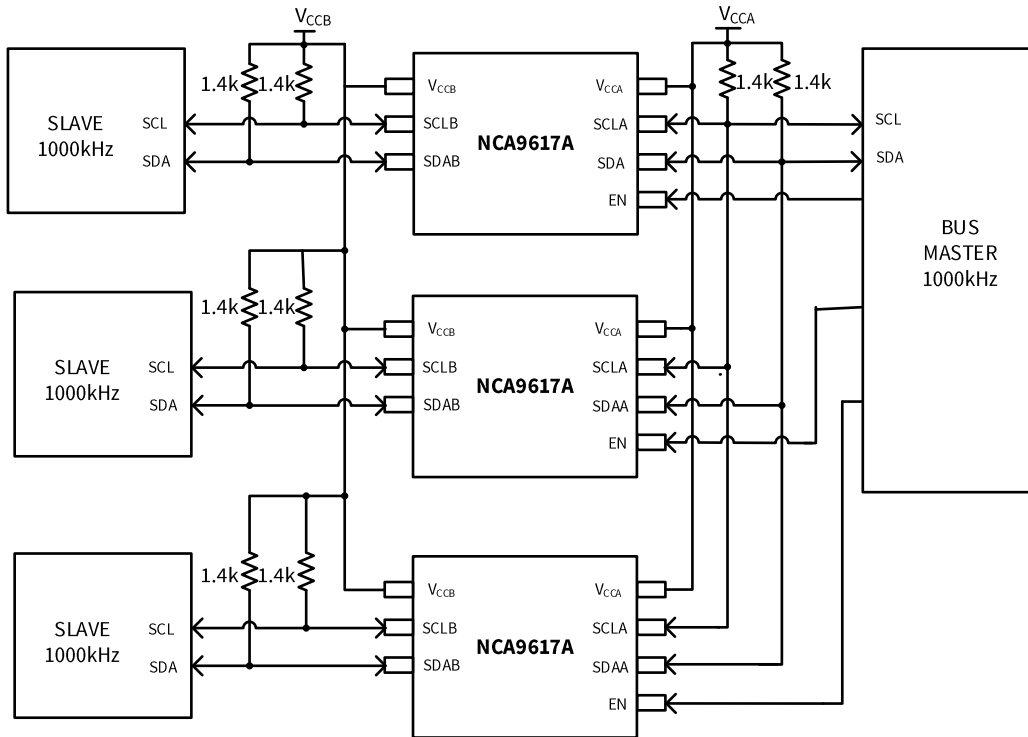 VCCB
VCCA
1.4k
1.4k
1.4k
1.4k
SLAVE
1000kHz
SCL
SDA
VCCB
SCLB
SDAB
NCA9617A
VCCA
SCLA
SDA
EN
SCL
SDA
BUS
MASTER
1000kHz
1.4k
1.4k
SLAVE
1000kHz
SCL
SDA
VCCB
SCLB
SDAB
NCA9617A
VCCA
SCLA
SDAA
EN
1.4k
1.4k
SLAVE
1000kHz
SCL
SDA
VCCB
SCLB
SDAB
NCA9617A
VCCA
SCLA
SDAA
EN